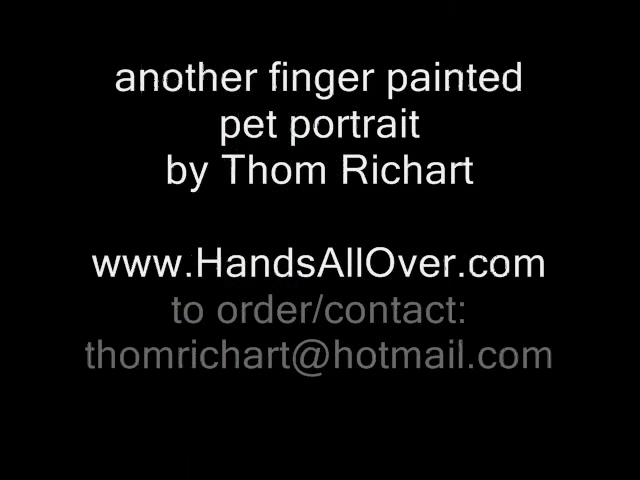 another finger painted
pet portrait
by Thom Richart
www.HandsAllOver.com
to order/contact:
thomrichart@hotmail.com